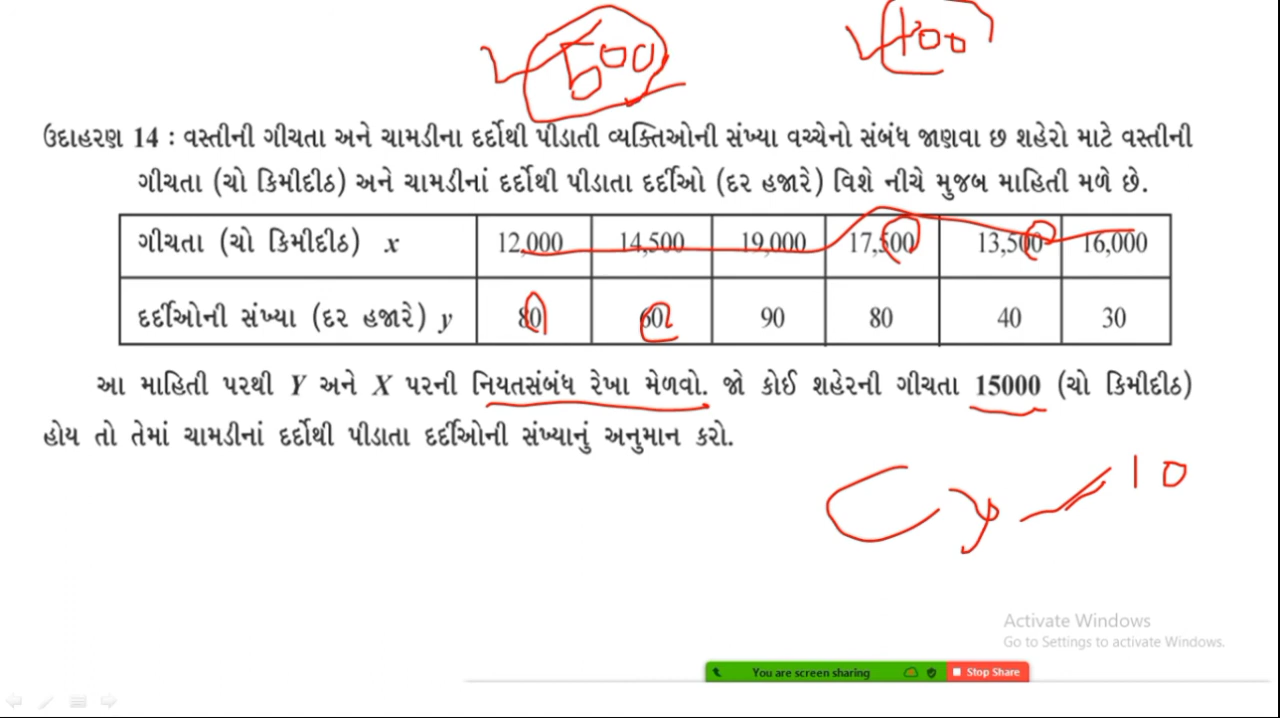 500
100
ઉદાહરણ 14 : વસ્તીની ગીચતા અને ચામડીના દર્દોથી પીડાતી વ્યક્તિઓની સંખ્યા વચ્ચેનો સંબંધ જાણવા છ શહેરો માટે વસ્તીની
ગીચતા (ચો કિમીદીઠ) અને ચામડીનાં દર્દોથી પીડાતા દર્દીઓ (દર હજારે) વિશે નીચે મુજબ માહિતી મળે છે.
ગીચતા (ચો કિમીદીઠ) x 12,000 14,500 19,000 17,500 13,500 16,000
દર્દીઓની સંખ્યા (દર હજારે) y 80 60 90 80 40 30
આ માહિતી પરથી Y અને X પરની નિયતસંબંધ રેખા મેળવો. જો કોઈ શહેરની ગીચતા 15000 (ચો કિમીદીઠ)
હોય તો તેમાં ચામડીનાં દર્દોથી પીડાતા દર્દીઓની સંખ્યાનું અનુમાન કરો.
Cy 10
Activate Windows
Go to Settings to activate Windows.
You are screen sharing Stop Share